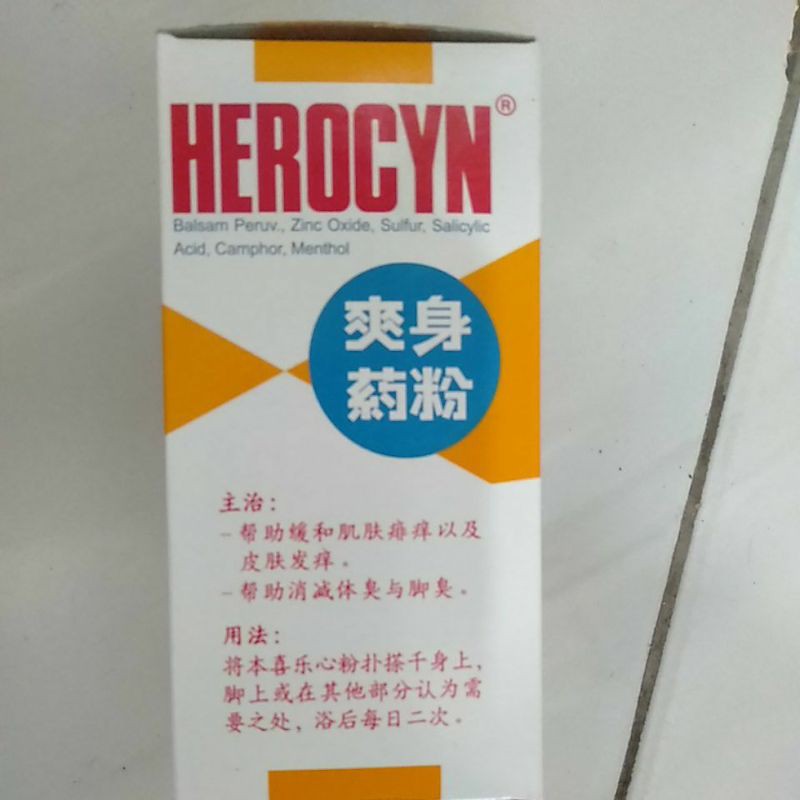 HEROCYN®
Balsam Peruv., Zinc Oxide, Sulfur, Salicylic
Acid, Camphor, Menthol
爽身
药粉
主治：
- 帮助缓和肌肤痱痒以及
皮肤发痒。
- 帮助消减体臭与脚臭。
用法：
将本喜乐心粉扑搽千身上，
脚上或在其他部分认为需
要之处，浴后每日二次。